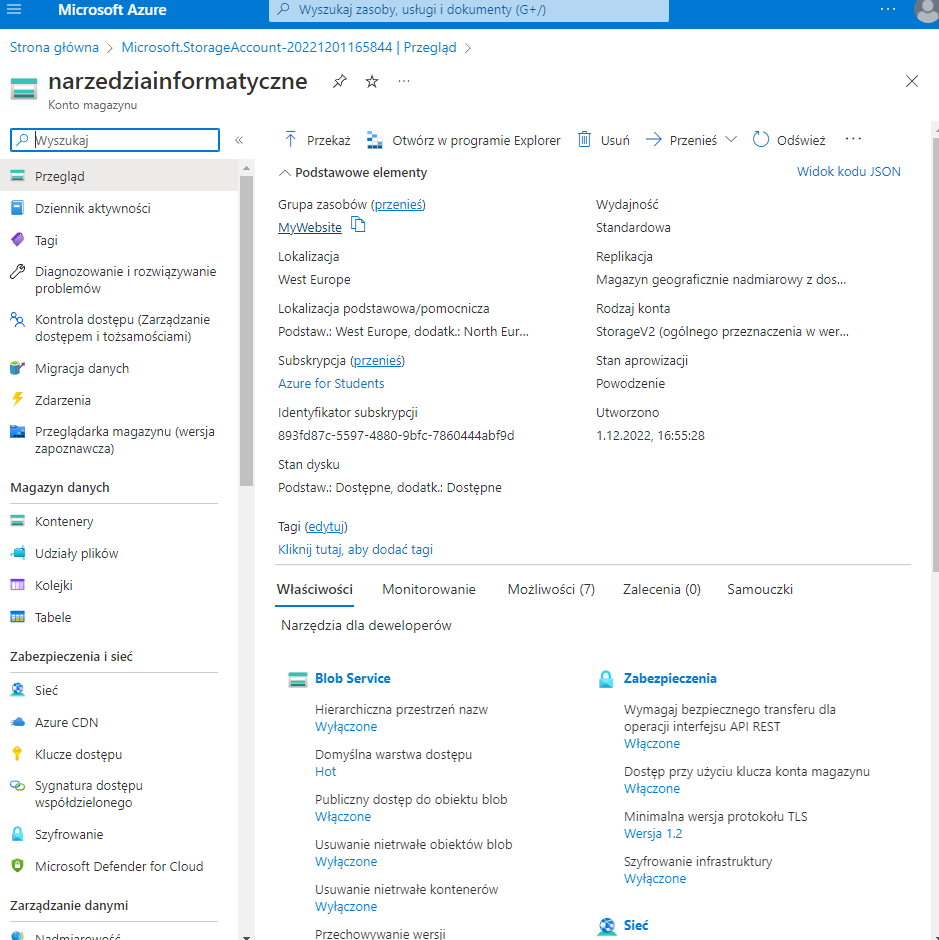 Microsoft Azure
Wyszukaj zasoby, usługi i dokumenty (G+/)
Strona główna > Microsoft.StorageAccount-20221201165844 | Przegląd >
narzedziainformatyczne
Konto magazynu
Wyszukaj
Przegląd
Dziennik aktywności
Tagi
Diagnozowanie i rozwiązywanie
problemów
Kontrola dostępu (Zarządzanie
dostępem i tożsamościami)
Migracja danych
Zdarzenia
Przeglądarka magazynu (wersja
zapoznawcza)
Magazyn danych
Kontenery
Udziały plików
Kolejki
Tabele
Zabezpieczenia i sieć
Sieć
Azure CDN
Klucze dostępu
Sygnatura dostępu
współdzielonego
Szyfrowanie
Microsoft Defender for Cloud
Zarządzanie danymi
Nadmiarowość
Przekaż Otwórz w programie Explorer Usuń Przenieś Odśwież
Podstawowe elementy
Widok kodu JSON
Grupa zasobów (przenieś)
MyWebsite
Lokalizacja
West Europe
Lokalizacja podstawowa/pomocnicza
Podstaw.: West Europe, dodatk.: North Eur...
Subskrypcja (przenieś)
Azure for Students
Identyfikator subskrypcji
893fd87c-5597-4880-9bfc-7860444abf9d
Stan dysku
Podstaw.: Dostępne, dodatk.: Dostępne
Wydajność
Standardowa
Replikacja
Magazyn geograficznie nadmiarowy z dos...
Rodzaj konta
StorageV2 (ogólnego przeznaczenia w wer...
Stan aprowizacji
Powodzenie
Utworzono
1.12.2022, 16:55:28
Tagi (edytuj)
Kliknij tutaj, aby dodać tagi
Właściwości Monitorowanie Możliwości (7) Zalecenia (0) Samouczki
Narzędzia dla deweloperów
Blob Service
Hierarchiczna przestrzeń nazw
Wyłączone
Domyślna warstwa dostępu
Hot
Publiczny dostęp do obiektu blob
Włączone
Usuwanie nietrwałe obiektów blob
Wyłączone
Usuwanie nietrwałe kontenerów
Wyłączone
Przechowywanie wersji
Zabezpieczenia
Wymagaj bezpiecznego transferu dla
operacji interfejsu API REST
Włączone
Dostęp przy użyciu klucza konta magazynu
Włączone
Minimalna wersja protokołu TLS
Wersja 1.2
Szyfrowanie infrastruktury
Wyłączone
Sieć